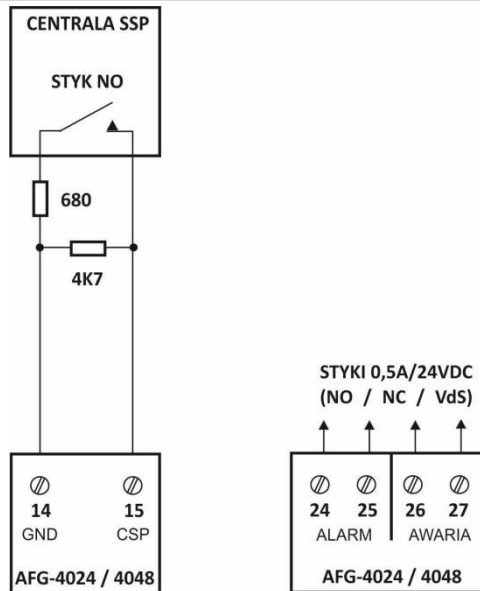 CENTRALA SSP
STYK NO
680
4K7
14
15
GND
CSP
AFG-4024 / 4048
STYKI 0,5A/24VDC
(NO / NC / VdS)
24
25
26
27
ALARM
AWARIA
AFG-4024 / 4048